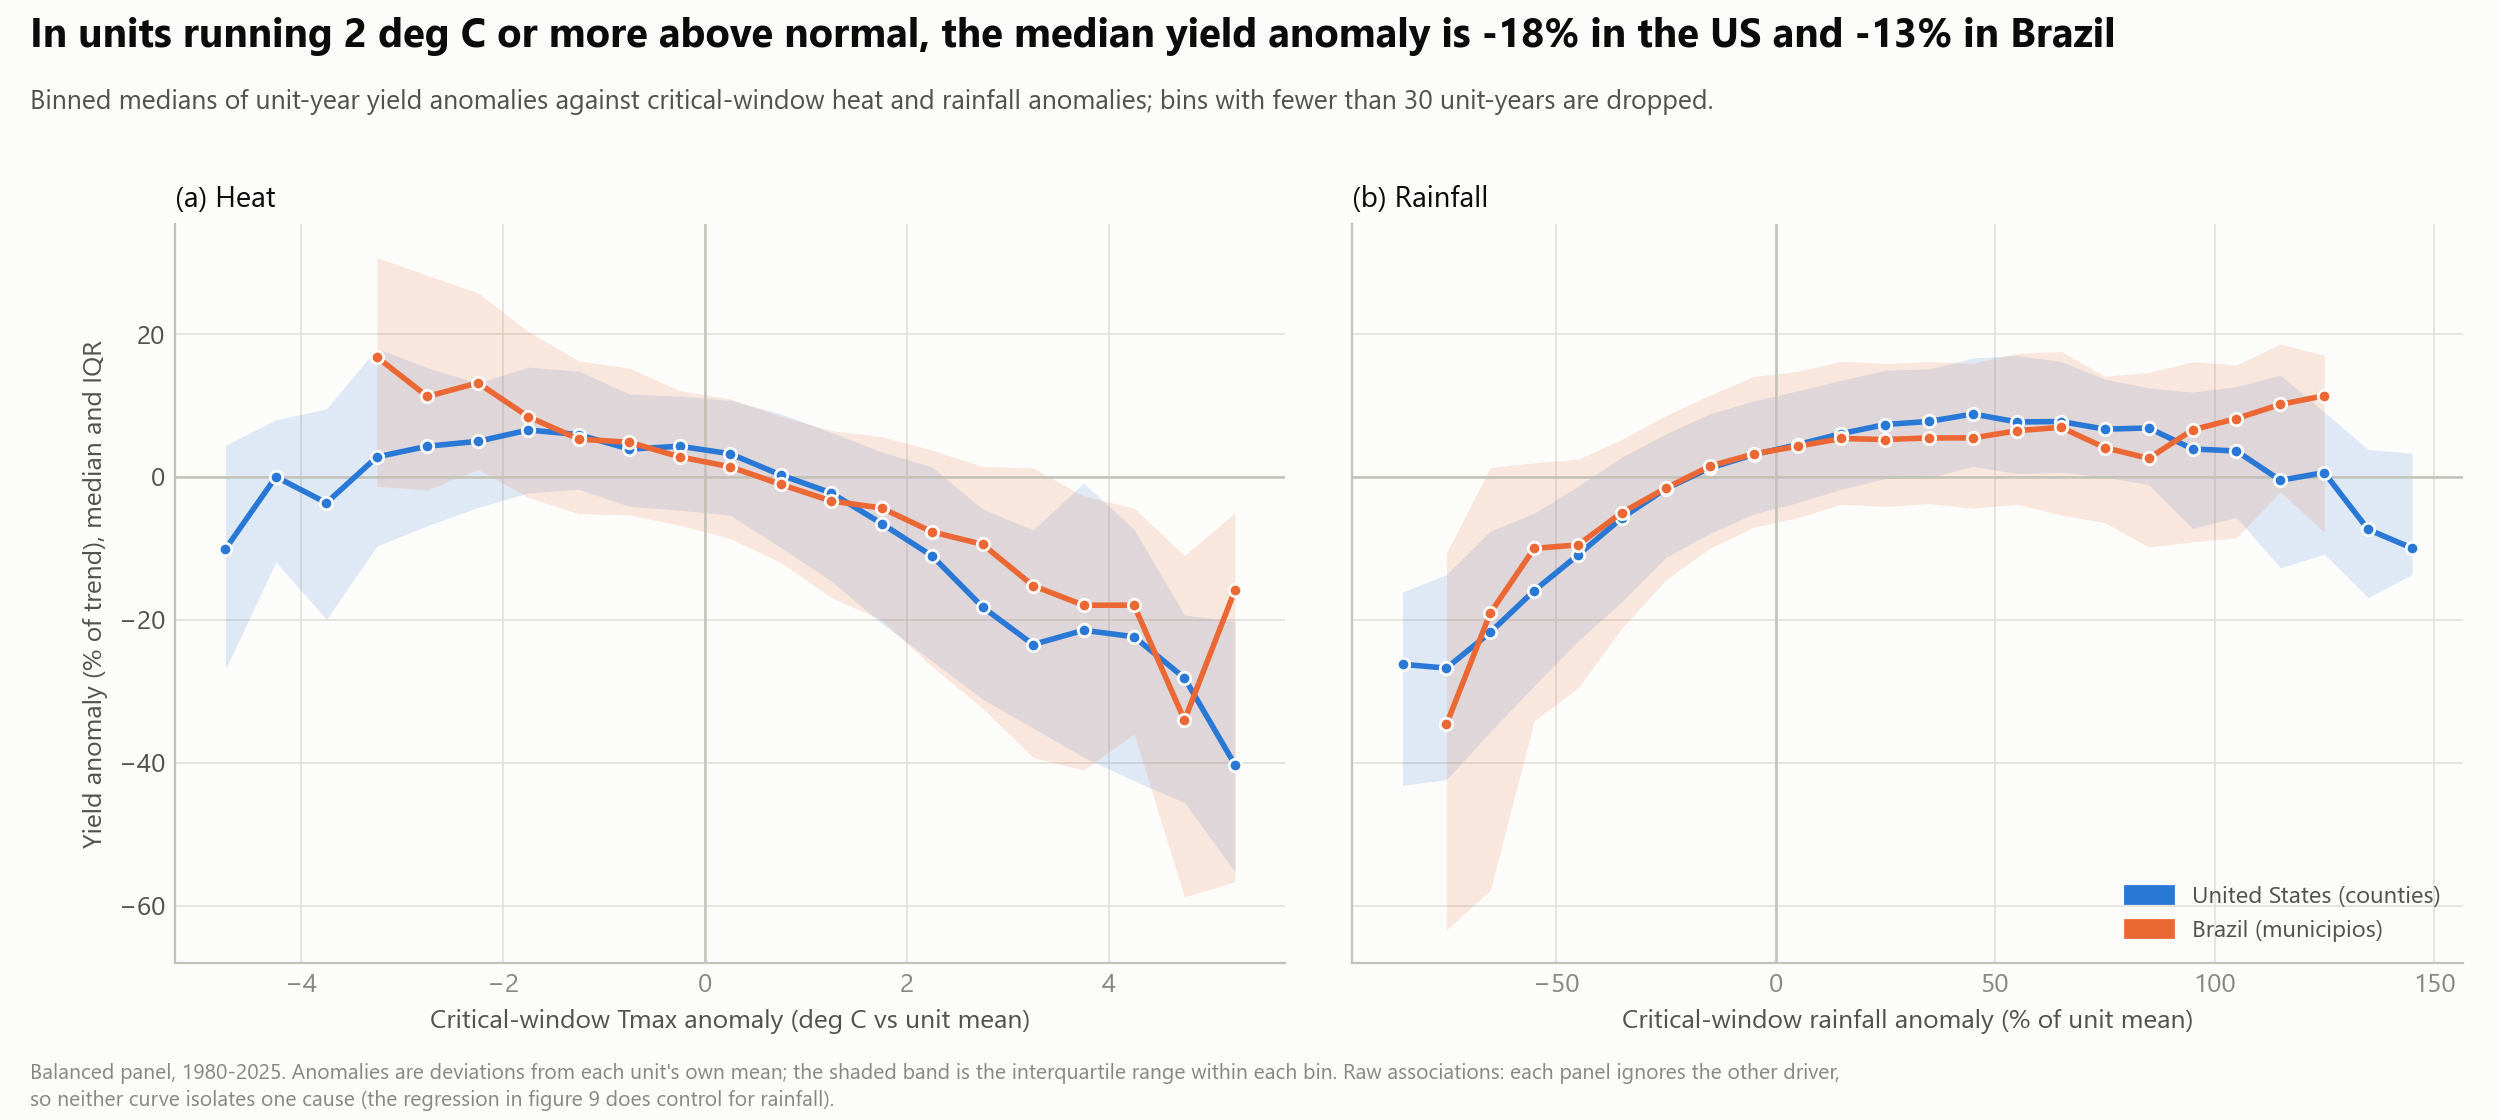 In units running 2 deg C or more above normal, the median yield anomaly is -18% in the US and -13% in Brazil
Binned medians of unit-year yield anomalies against critical-window heat and rainfall anomalies; bins with fewer than 30 unit-years are dropped.
(a) Heat
(b) Rainfall
Yield anomaly (% of trend), median and IQR
20
0
−20
−40
−60
−4
−2
0
2
4
Critical-window Tmax anomaly (deg C vs unit mean)
−50
0
50
100
150
Critical-window rainfall anomaly (% of unit mean)
United States (counties)
Brazil (municipios)
Balanced panel, 1980-2025. Anomalies are deviations from each unit's own mean; the shaded band is the interquartile range within each bin. Raw associations: each panel ignores the other driver,
so neither curve isolates one cause (the regression in figure 9 does control for rainfall).